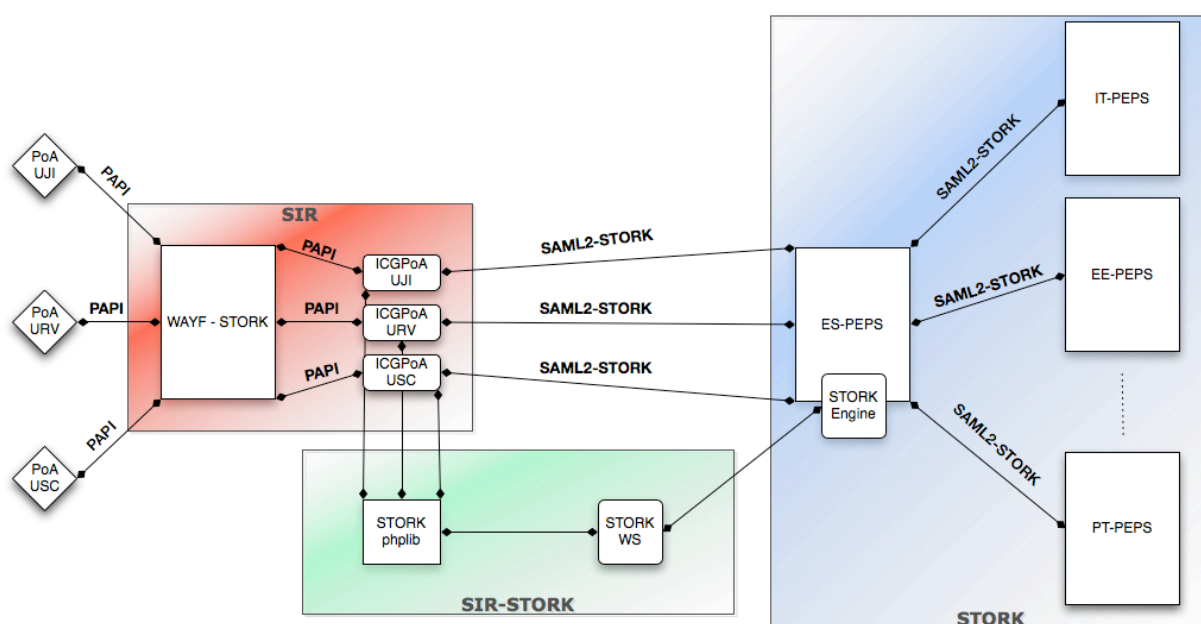 IT-PEPS
SAML2-STORK
PoA
UJI
PAPI
SIR
EE-PEPS
SAML2-STORK
PAPI
ICGPoA
UJI
SAML2-STORK
PoA
URV
PAPI
WAYF - STORK
PAPI
ICGPoA
URV
SAML2-STORK
ES-PEPS
PAPI
ICGPoA
USC
SAML2-STORK
STORK
Engine
SAML2-STORK
PAPI
PoA
USC
STORK
phplib
STORK
WS
PT-PEPS
SIR-STORK
STORK